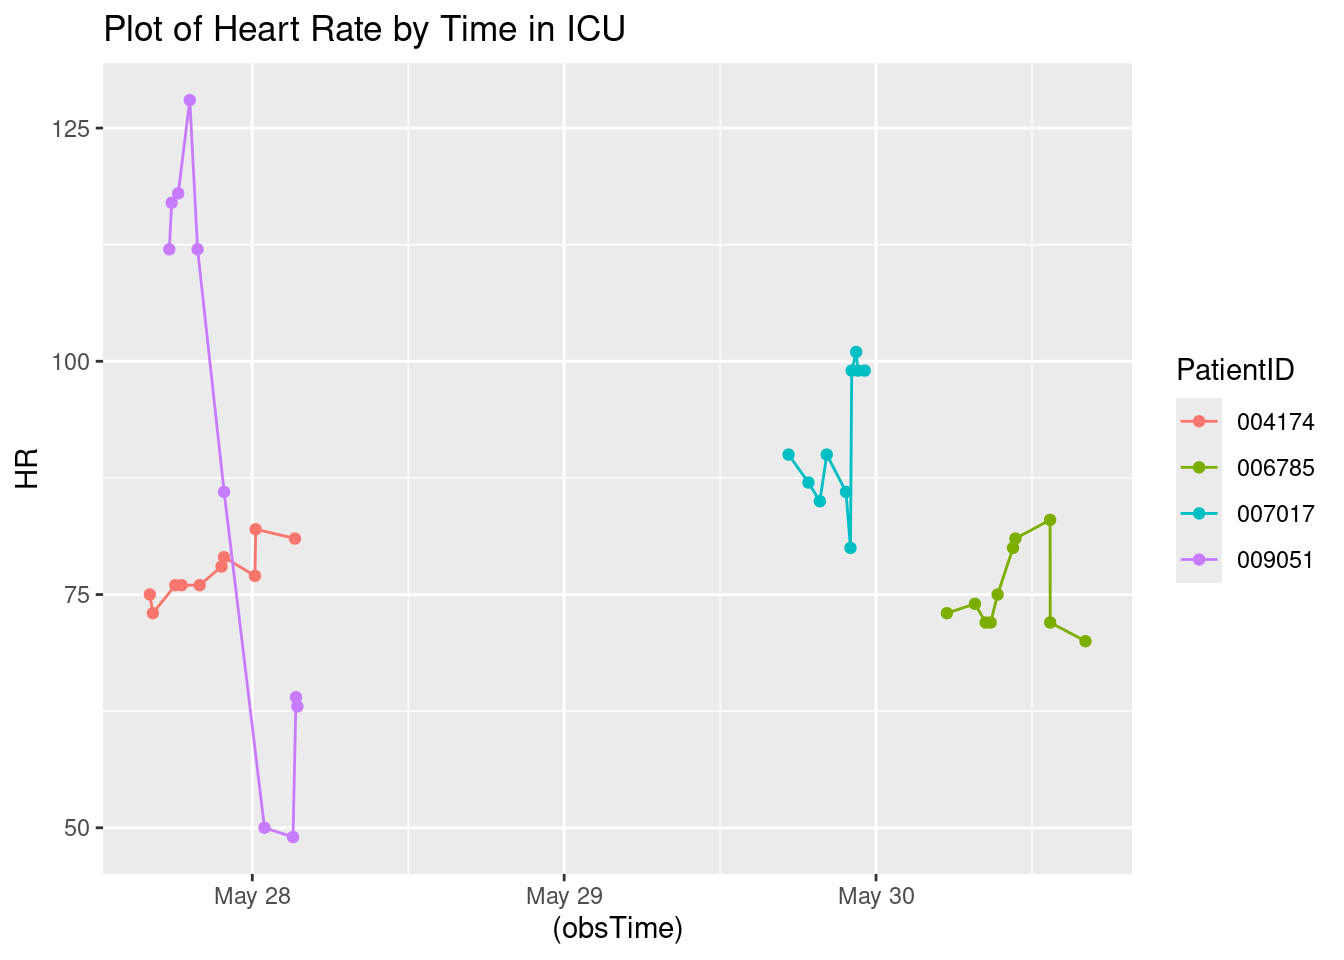 Plot of Heart Rate by Time in ICU
125
100
75
50
HR
May 28
May 29
May 30
(obsTime)
PatientID
004174
006785
007017
009051